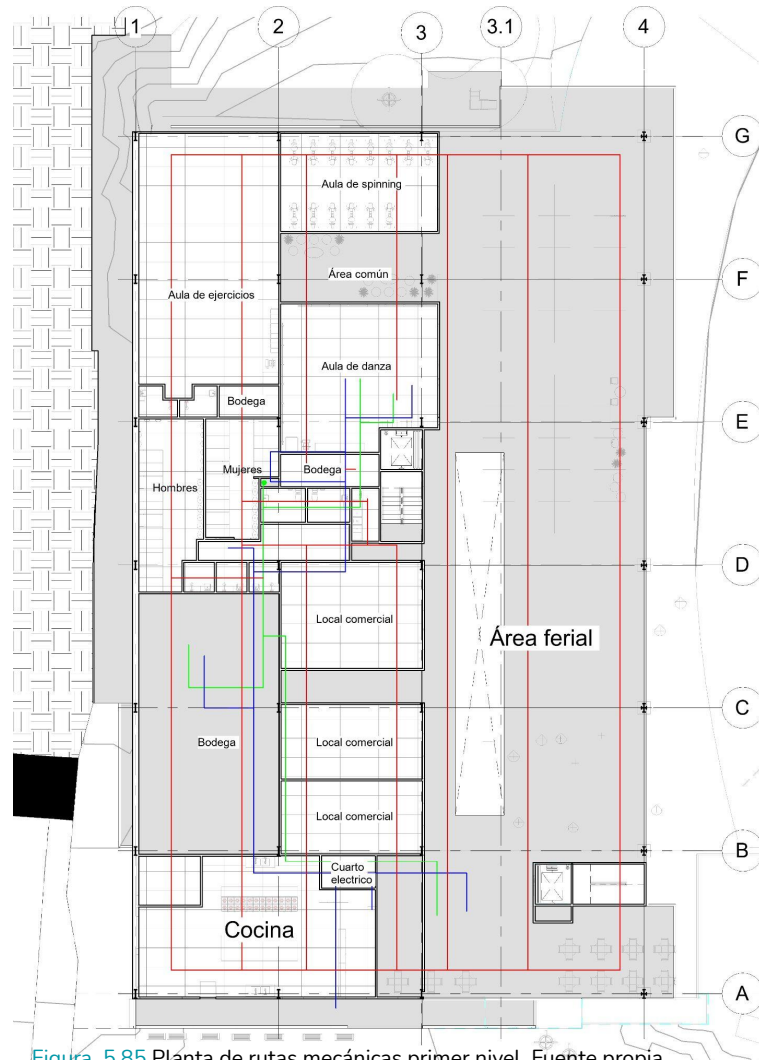 1 2 3 3.1 4
G
Aula de spinning
Área común
F
Aula de ejercicios
Aula de danza
Bodega
E
Mujeres
Bodega
Hombres
D
Local comercial
Área ferial
C
Local comercial
Bodega
Local comercial
B
Cuarto
electrico
Cocina
A
Figura 5.85 Planta de rutas mecánicas primer nivel. Fuente propia